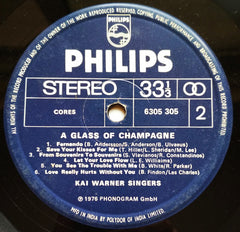 PHILIPS
STEREO 33⅓
CORES 6305 305 2
A GLASS OF CHAMPAGNE
1. Fernando (B. Andersson/S. Anderson/B. Ulvaeus)
2. Save Your Kisses For Me (T. Hiller/L. Sheridan/M. Lee)
3. From Souvenirs To Souvenirs (S. Vlavianos/R. Constandinos)
4. Let Your Love Flow (L. E. Williams)
5. You See The Trouble With Me (B. White/R. Parker)
6. Love Really Hurts Without You (B. Findon/Les Charles)
KAI WARNER SINGERS
℗ 1976 PHONOGRAM GmbH
MFD IN INDIA BY POLYDOR OF INDIA LIMITED.